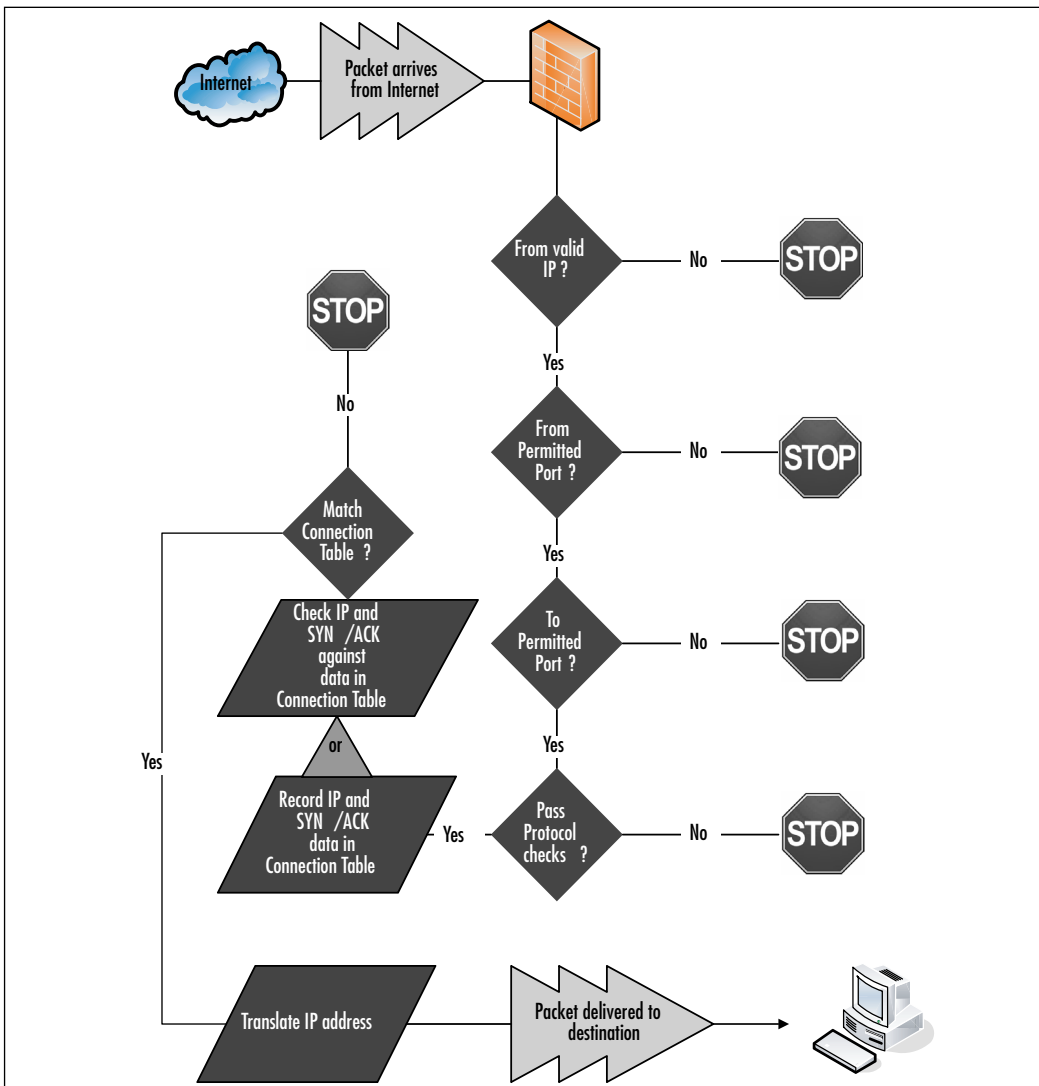 Internet
Packet arrives
from Internet
From valid
IP ?
No
STOP
Yes
From
Permitted
Port ?
No
STOP
Yes
To
Permitted
Port ?
No
STOP
Yes
Pass
Protocol
checks ?
No
STOP
Yes
Record IP and
SYN /ACK
data in
Connection Table
or
Check IP and
SYN /ACK
against
data in
Connection Table
Match
Connection
Table ?
No
STOP
Yes
Translate IP address
Packet delivered to
destination